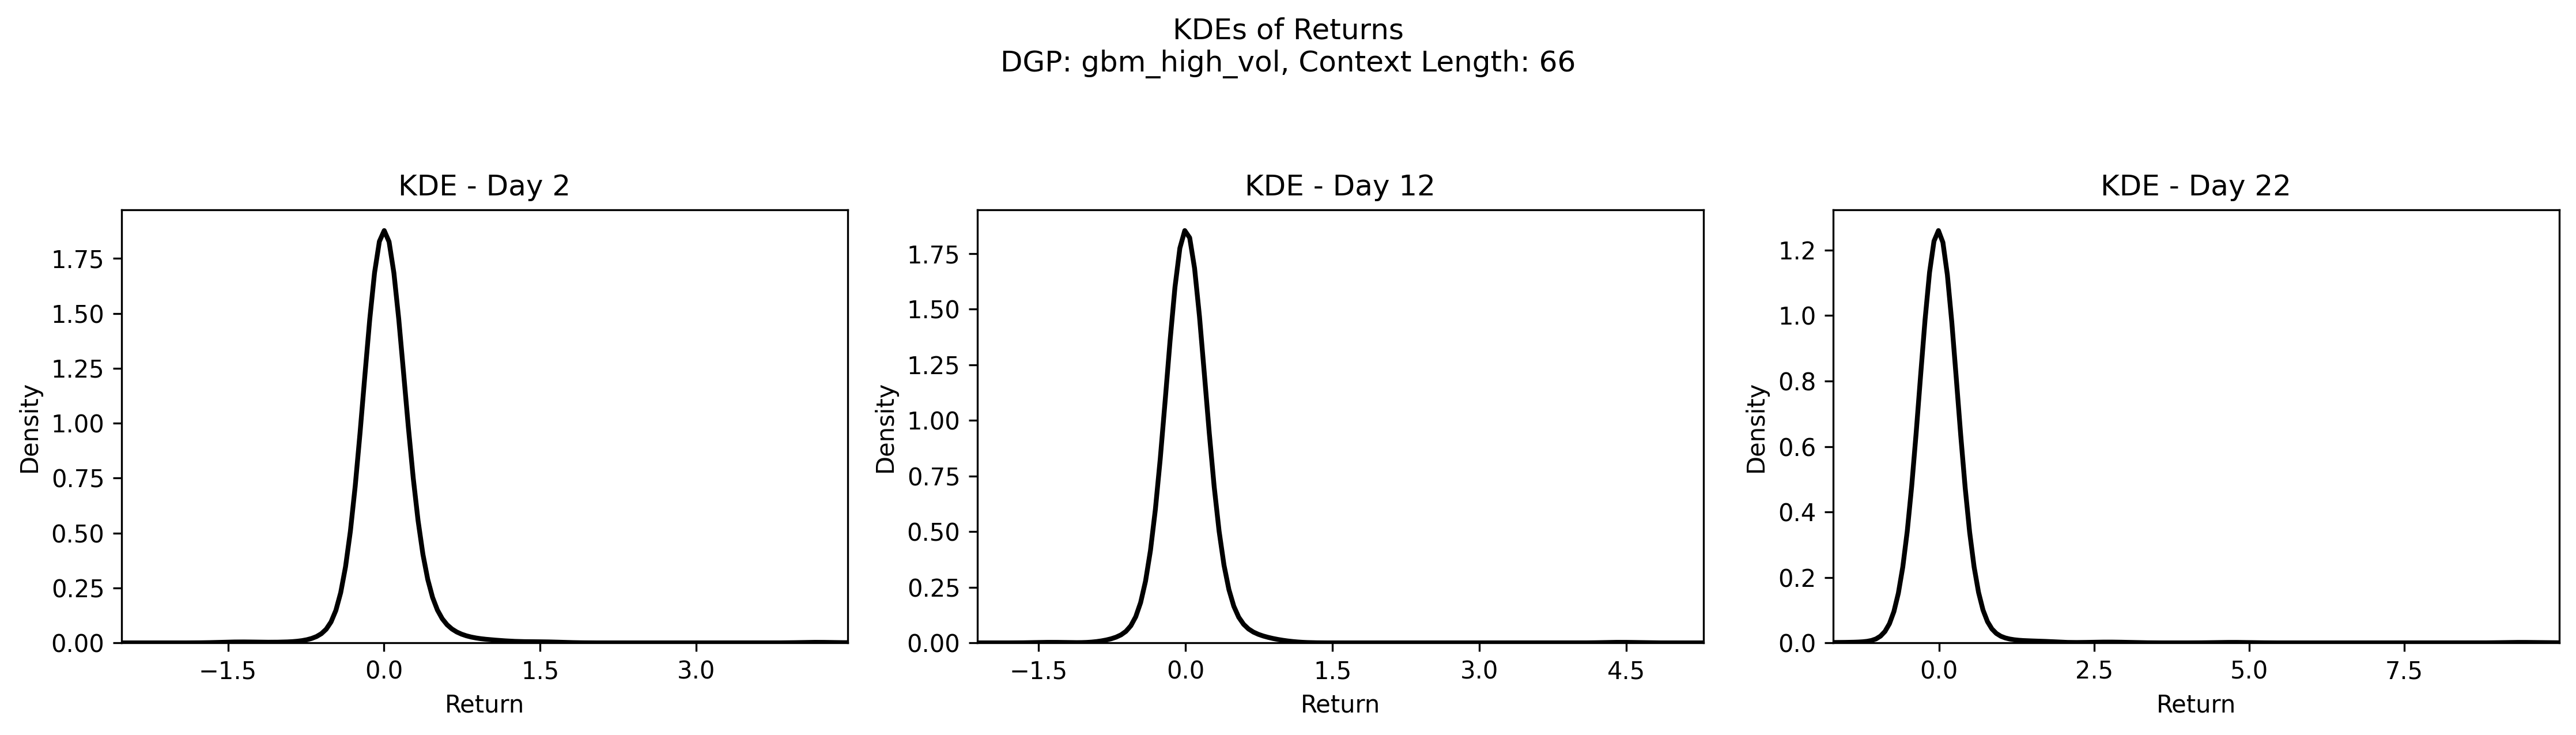 KDEs of Returns
DGP: gbm_high_vol, Context Length: 66
KDE - Day 2
Density
1.75
1.50
1.25
1.00
0.75
0.50
0.25
0.00
−1.5 0.0 1.5 3.0
Return
KDE - Day 12
Density
1.75
1.50
1.25
1.00
0.75
0.50
0.25
0.00
−1.5 0.0 1.5 3.0 4.5
Return
KDE - Day 22
Density
1.2
1.0
0.8
0.6
0.4
0.2
0.0
0.0 2.5 5.0 7.5
Return